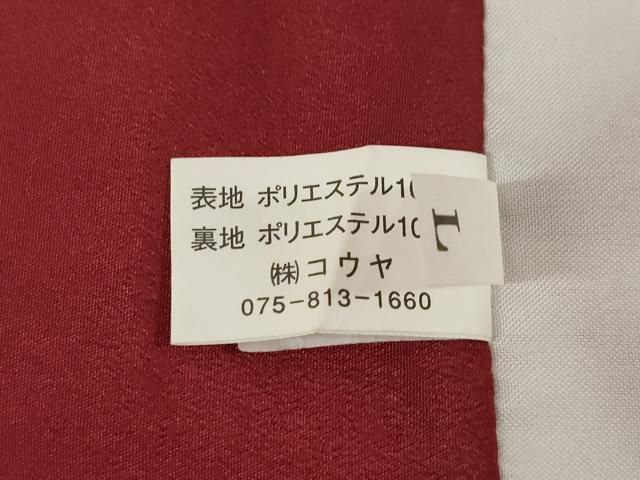 表地 ポリエステル10
裏地 ポリエステル10
L
㈱コウヤ
075-813-1660